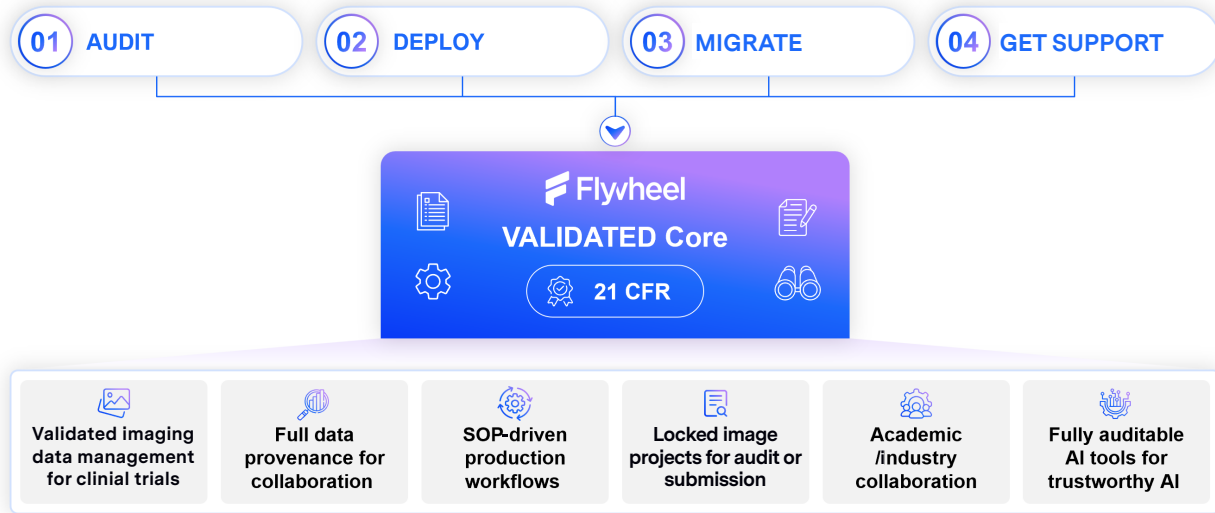 01 AUDIT
02 DEPLOY
03 MIGRATE
04 GET SUPPORT
Flywheel
VALIDATED Core
21 CFR
Validated imaging
data management
for clinial trials
Full data
provenance for
collaboration
SOP-driven
production
workflows
Locked image
projects for audit or
submission
Academic
/industry
collaboration
Fully auditable
AI tools for
trustworthy AI